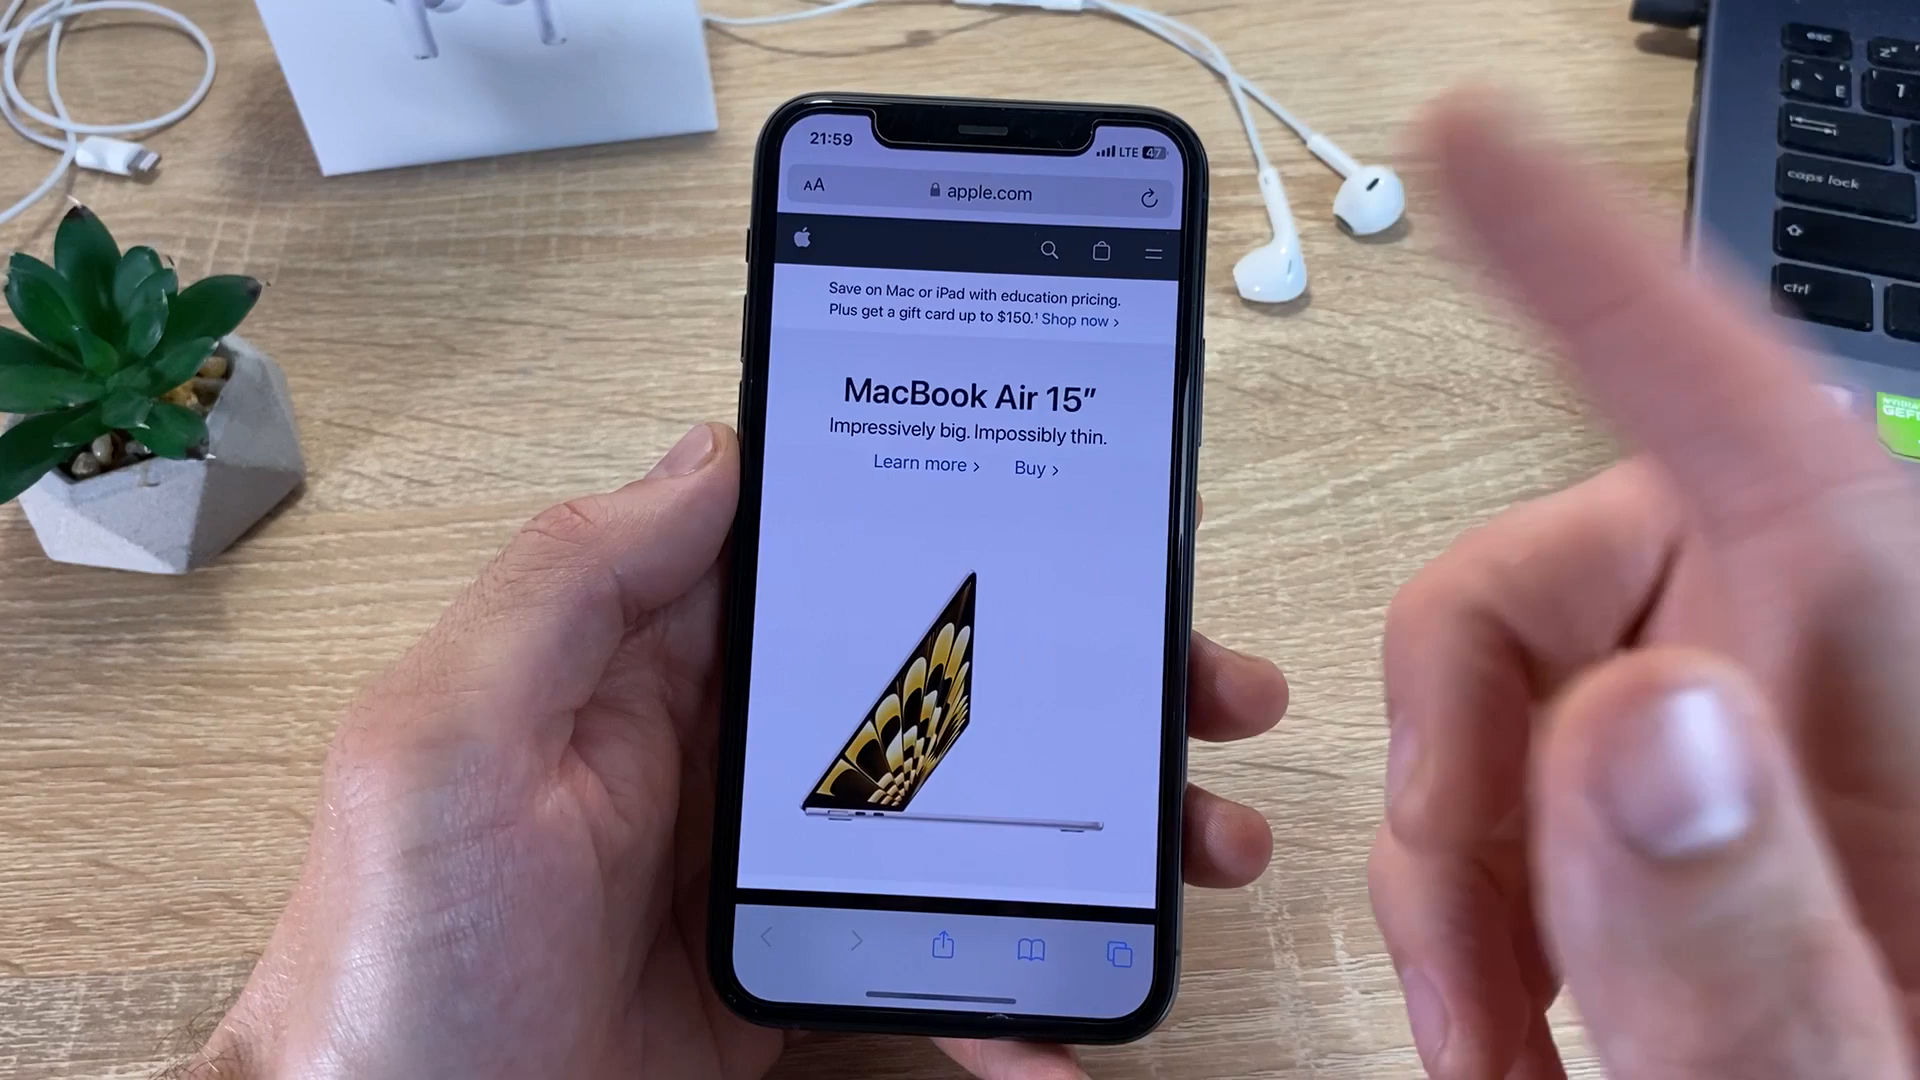 21:59
LTE 47
AA
apple.com
Save on Mac or iPad with education pricing.
Plus get a gift card up to $150.¹ Shop now >
MacBook Air 15"
Impressively big. Impossibly thin.
Learn more > Buy >
esc
caps lock
ctrl